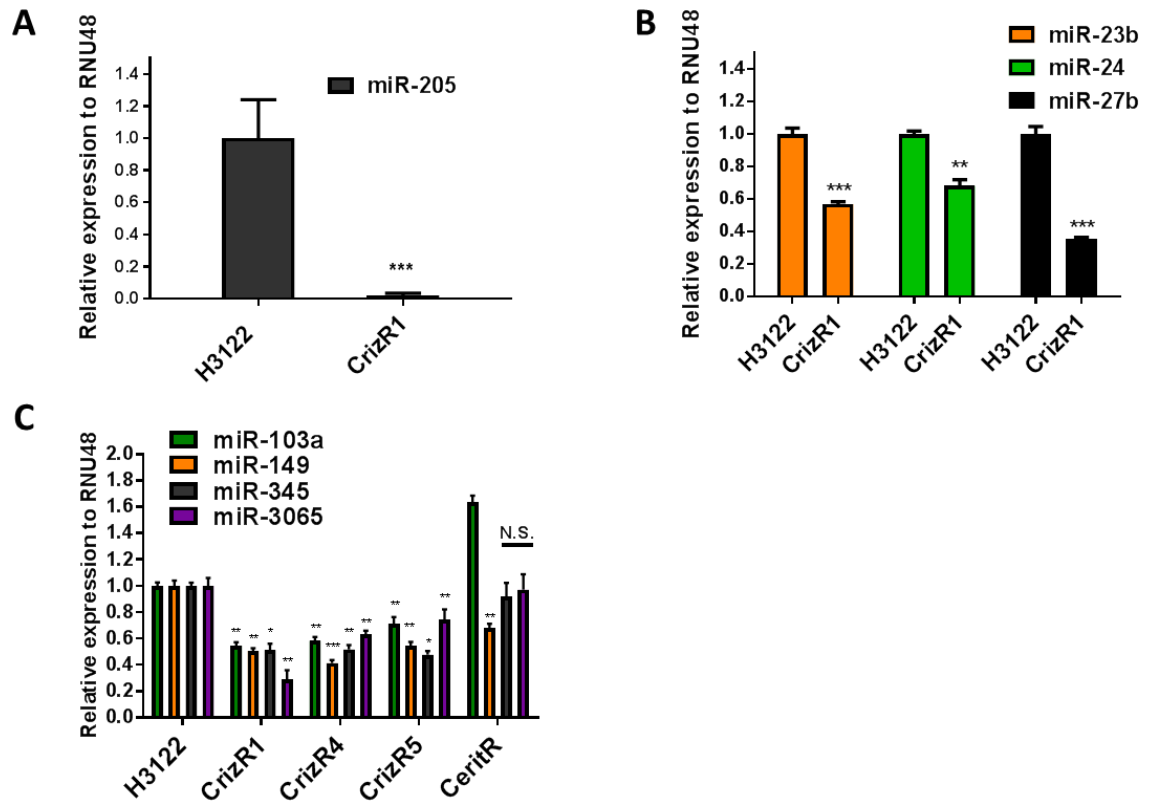 A
Relative expression to RNU48
1.4
1.2
1.0
0.8
0.6
0.4
0.2
0.0
miR-205
***
H3122
CrizR1
B
Relative expression to RNU48
1.4
1.2
1.0
0.8
0.6
0.4
0.2
0.0
miR-23b
miR-24
miR-27b
***
**
***
H3122
CrizR1
H3122
CrizR1
H3122
CrizR1
C
Relative expression to RNU48
2.0
1.8
1.6
1.4
1.2
1.0
0.8
0.6
0.4
0.2
0.0
miR-103a
miR-149
miR-345
miR-3065
** ** * **
** *** ** **
** ** * **
**
N.S.
H3122
CrizR1
CrizR4
CrizR5
CeritR